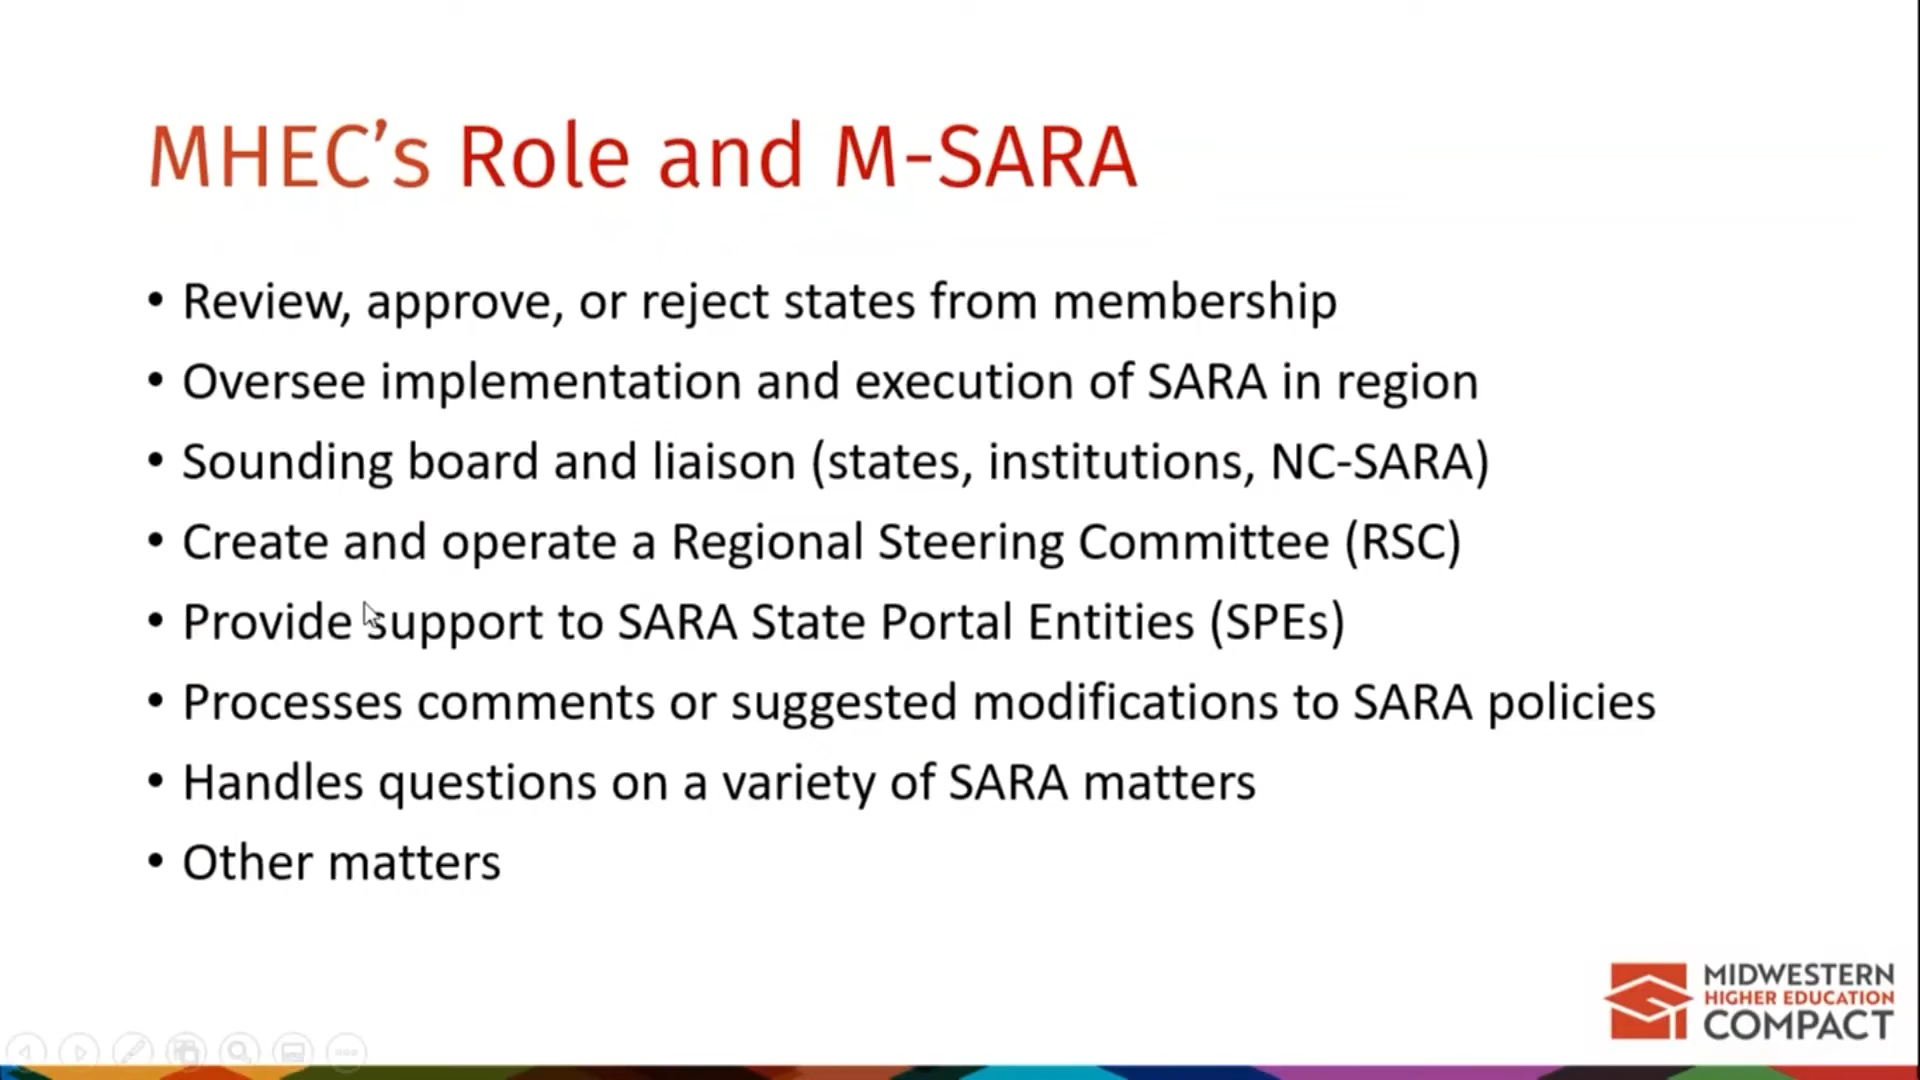 MHEC’s Role and M-SARA
• Review, approve, or reject states from membership
• Oversee implementation and execution of SARA in region
• Sounding board and liaison (states, institutions, NC-SARA)
• Create and operate a Regional Steering Committee (RSC)
• Provide support to SARA State Portal Entities (SPEs)
• Processes comments or suggested modifications to SARA policies
• Handles questions on a variety of SARA matters
• Other matters
MIDWESTERN
HIGHER EDUCATION
COMPACT